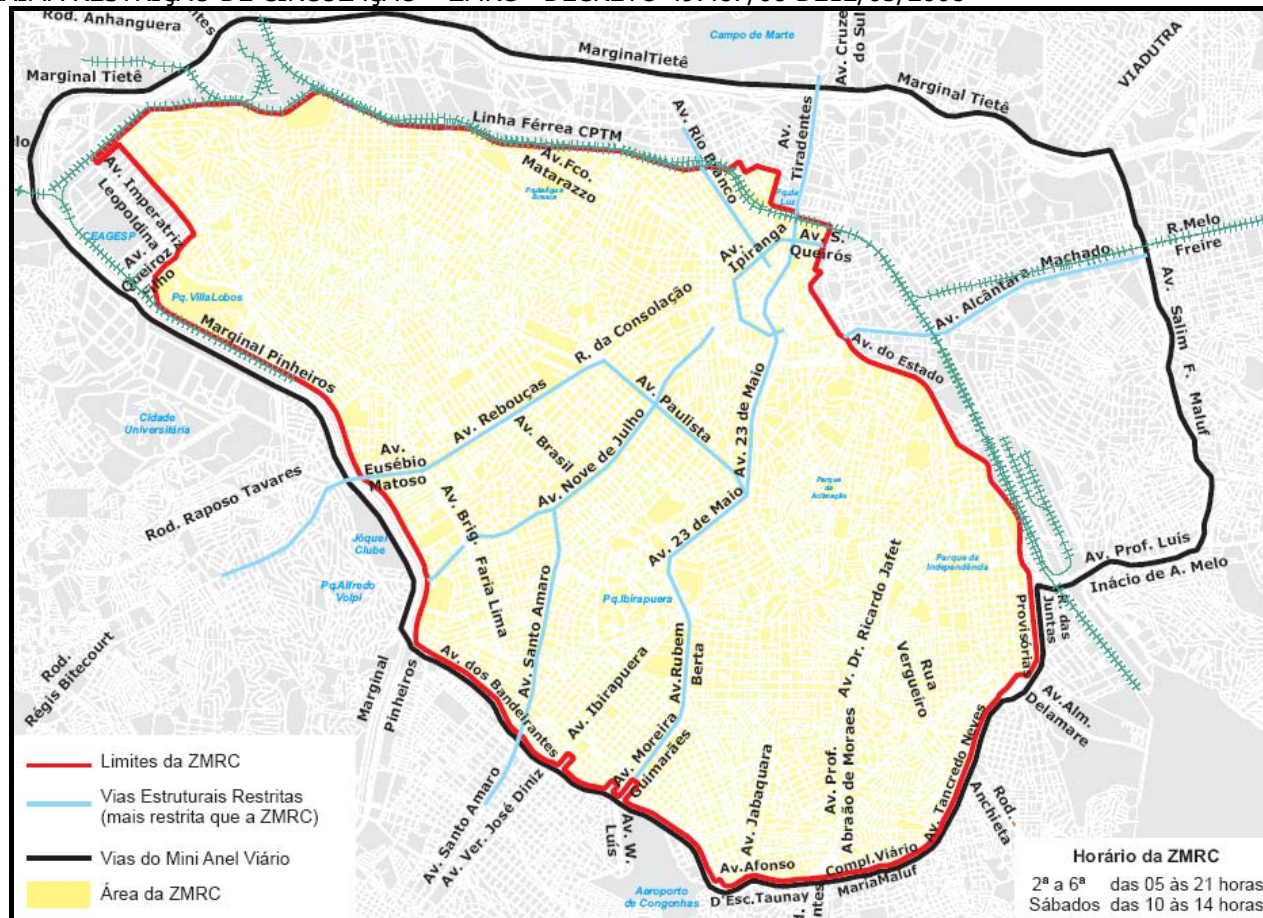 Rod. Anhanguera
Marginal Tietê
MarginalTietê
Campo de Marte
Av. Cruze
do Sul
Marginal Tietê
VIADUTRA
Linha Férrea CPTM
Av. Rio Branco
Av.
Tiradentes
Av.Fco.
Matarazzo
Pq.da
Luz
Av. Imperatriz
Leopoldina
CEAGESP
Av.
Queiroz
Filho
Pq. VillaLobos
Av.
Ipiranga
Av. S.
Queirós
R.Melo
Freire
Av. Alcântara
Machado
Av. Salim F. Maluf
Marginal Pinheiros
R. da Consolação
Av. do Estado
Cidade
Universitária
Av. Rebouças
Av. Paulista
Av. 23 de Maio
Av. Brasil
Av. Nove de Julho
Av.
Eusébio
Matoso
Rod. Raposo Tavares
Parque
da
Aclimação
Av. Brig. Faria Lima
Av. 23 de Maio
Jóquei
Clube
Pq.Alfredo
Volpi
Av. Santo Amaro
Pq.Ibirapuera
Av. Dr. Ricardo Jafet
Parque da
Independência
Av. Prof. Luis
Inácio de A. Melo
R. das
Juntas
Provisórias
Rod.
Régis Bitecourt
Marginal
Pinheiros
Av. dos Bandeirantes
Av. Ibirapuera
Av.Rubem
Berta
Rua
Vergueiro
Av.Alm.
Delamare
Av. Moreira
Guimarães
Av. Jabaquara
Av. Prof.
Abraão de Moraes
Av. Tancredo Neves
Rod.
Anchieta
Av. Santo Amaro
Av. Ver. José Diniz
Av. W.
Luís
Av.Afonso
D'Esc.Taunay
Compl.Viário
MariaMaluf
Aeroporto
de Congonhas
Limites da ZMRC
Vias Estruturais Restritas
(mais restrita que a ZMRC)
Vias do Mini Anel Viário
Área da ZMRC
Horário da ZMRC
2ª a 6ª das 05 às 21 horas
Sábados das 10 às 14 horas